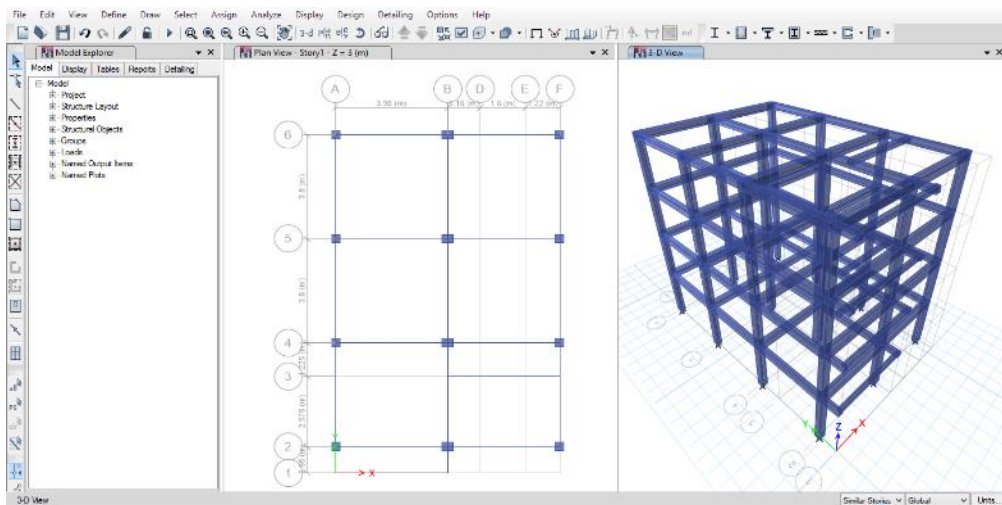 File Edit View Define Draw Select Assign Analyze Display Design Detailing Options Help
3-d
Model Explorer
Model Display Tables Reports Detailing
Model
Project
Structure Layout
Properties
Structural Objects
Groups
Loads
Named Output Items
Named Plots
Plan View - Story1 - Z = 3 (m)
A B D E F
3.90 (m)
6
5
4
3
2
1
X
3-D View
Z
X
3-D View
Similar Stories Global Units...